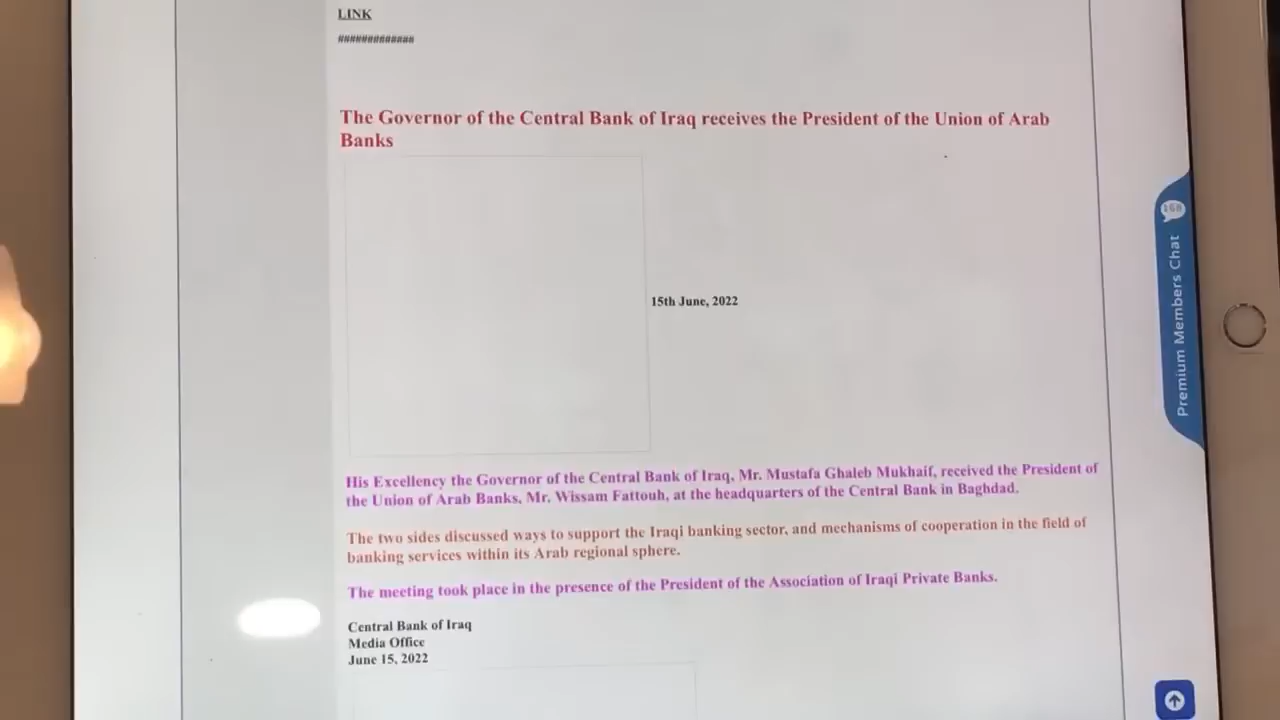 LINK
#############
The Governor of the Central Bank of Iraq receives the President of the Union of Arab
Banks
15th June, 2022
His Excellency the Governor of the Central Bank of Iraq, Mr. Mustafa Ghaleb Mukhaif, received the President of
the Union of Arab Banks, Mr. Wissam Fattouh, at the headquarters of the Central Bank in Baghdad.
The two sides discussed ways to support the Iraqi banking sector, and mechanisms of cooperation in the field of
banking services within its Arab regional sphere.
The meeting took place in the presence of the President of the Association of Iraqi Private Banks.
Central Bank of Iraq
Media Office
June 15, 2022
Premium Members Chat